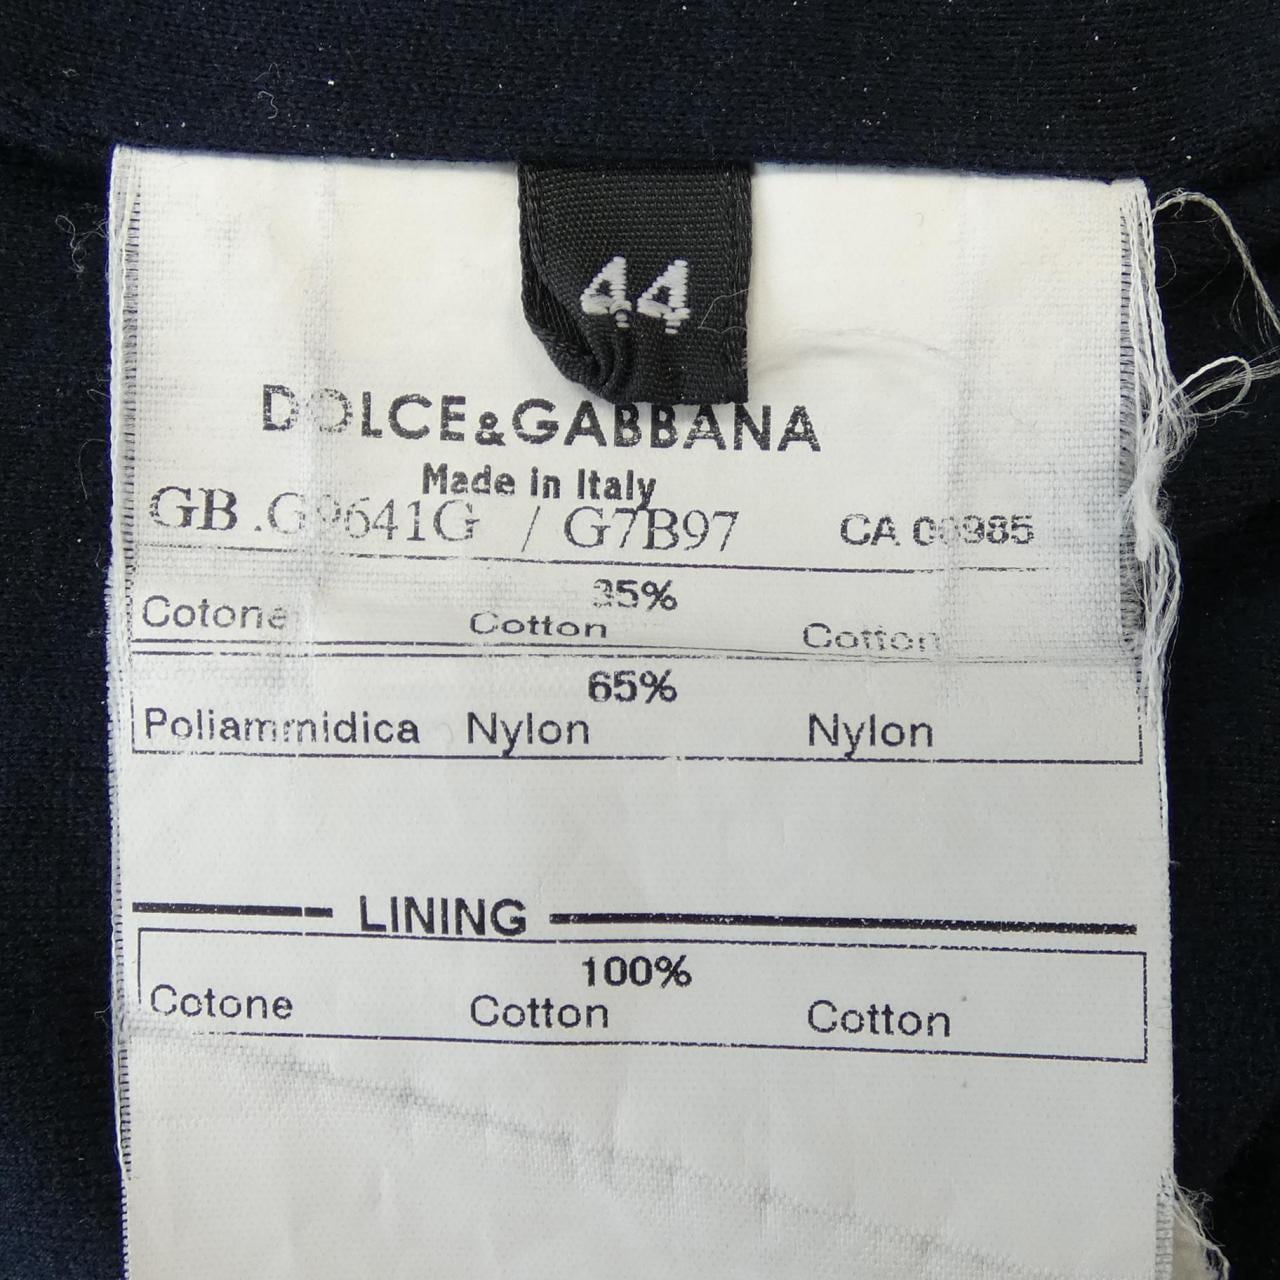 44
DOLCE&GABBANA
Made in Italy
GB .G9641G / G7B97 CA 00985
35%
Cotone Cotton Cotton
65%
Poliammidica Nylon Nylon
LINING
100%
Cotone Cotton Cotton